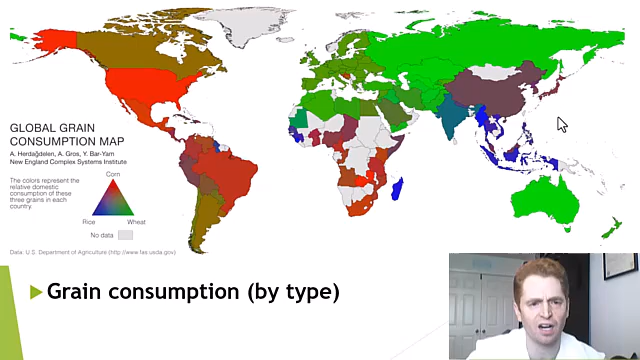 GLOBAL GRAIN
CONSUMPTION MAP
A. Herdağdelen, A. Gros, Y. Bar-Yam
New England Complex Systems Institute
The colors represent the
relative domestic
consumption of these
three grains in each
country.
Corn
Rice Wheat
No data
Data: U.S. Department of Agriculture (http://www.fas.usda.gov)
Grain consumption (by type)